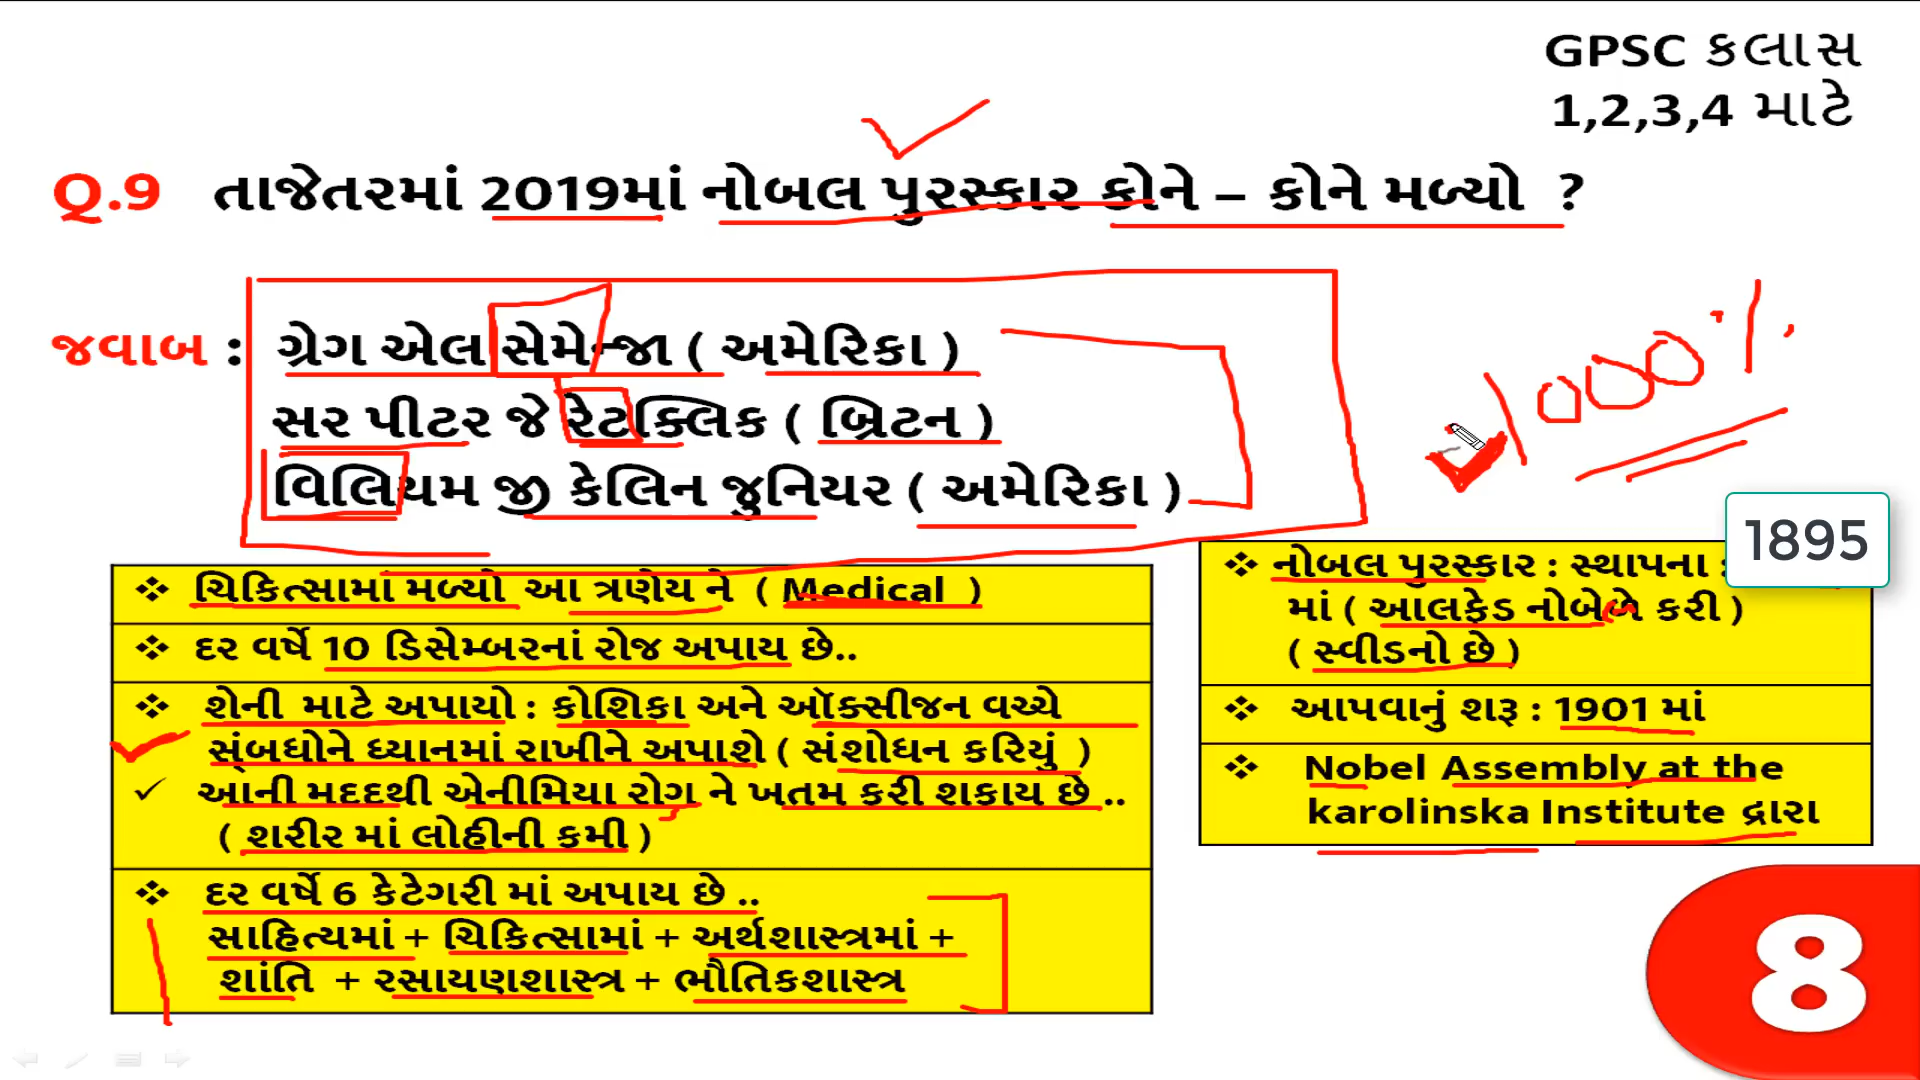 GPSC કલાસ
1,2,3,4 માટે
Q.9 તાજેતરમાં 2019માં નોબલ પુરસ્કાર કોને – કોને મળ્યો ?
જવાબ : ગ્રેગ એલ સેમેન્જા ( અમેરિકા )
સર પીટર જે રેટક્લિક ( બ્રિટન )
વિલિયમ જી કેલિન જુનિયર ( અમેરિકા )
1000%
❖ ચિકિત્સામાં મળ્યો આ ત્રણેય ને ( Medical )
❖ દર વર્ષે 10 ડિસેમ્બરનાં રોજ અપાય છે..
❖ શેની માટે અપાયો : કોશિકા અને ઑક્સીજન વચ્ચે
સંબધોને ધ્યાનમાં રાખીને અપાશે ( સંશોધન કરિયું )
✓ આની મદદથી એનીમિયા રોગ ને ખતમ કરી શકાય છે ..
( શરીર માં લોહીની કમી )
❖ દર વર્ષે 6 કેટેગરી માં અપાય છે ..
સાહિત્યમાં + ચિકિત્સામાં + અર્થશાસ્ત્રમાં +
શાંતિ + રસાયણશાસ્ત્ર + ભૌતિકશાસ્ત્ર
1895
❖ નોબલ પુરસ્કાર : સ્થાપના :
માં ( આલફ્રેડ નોબેલે કરી )
( સ્વીડનો છે )
❖ આપવાનું શરૂ : 1901 માં
❖ Nobel Assembly at the
karolinska Institute દ્વારા
8